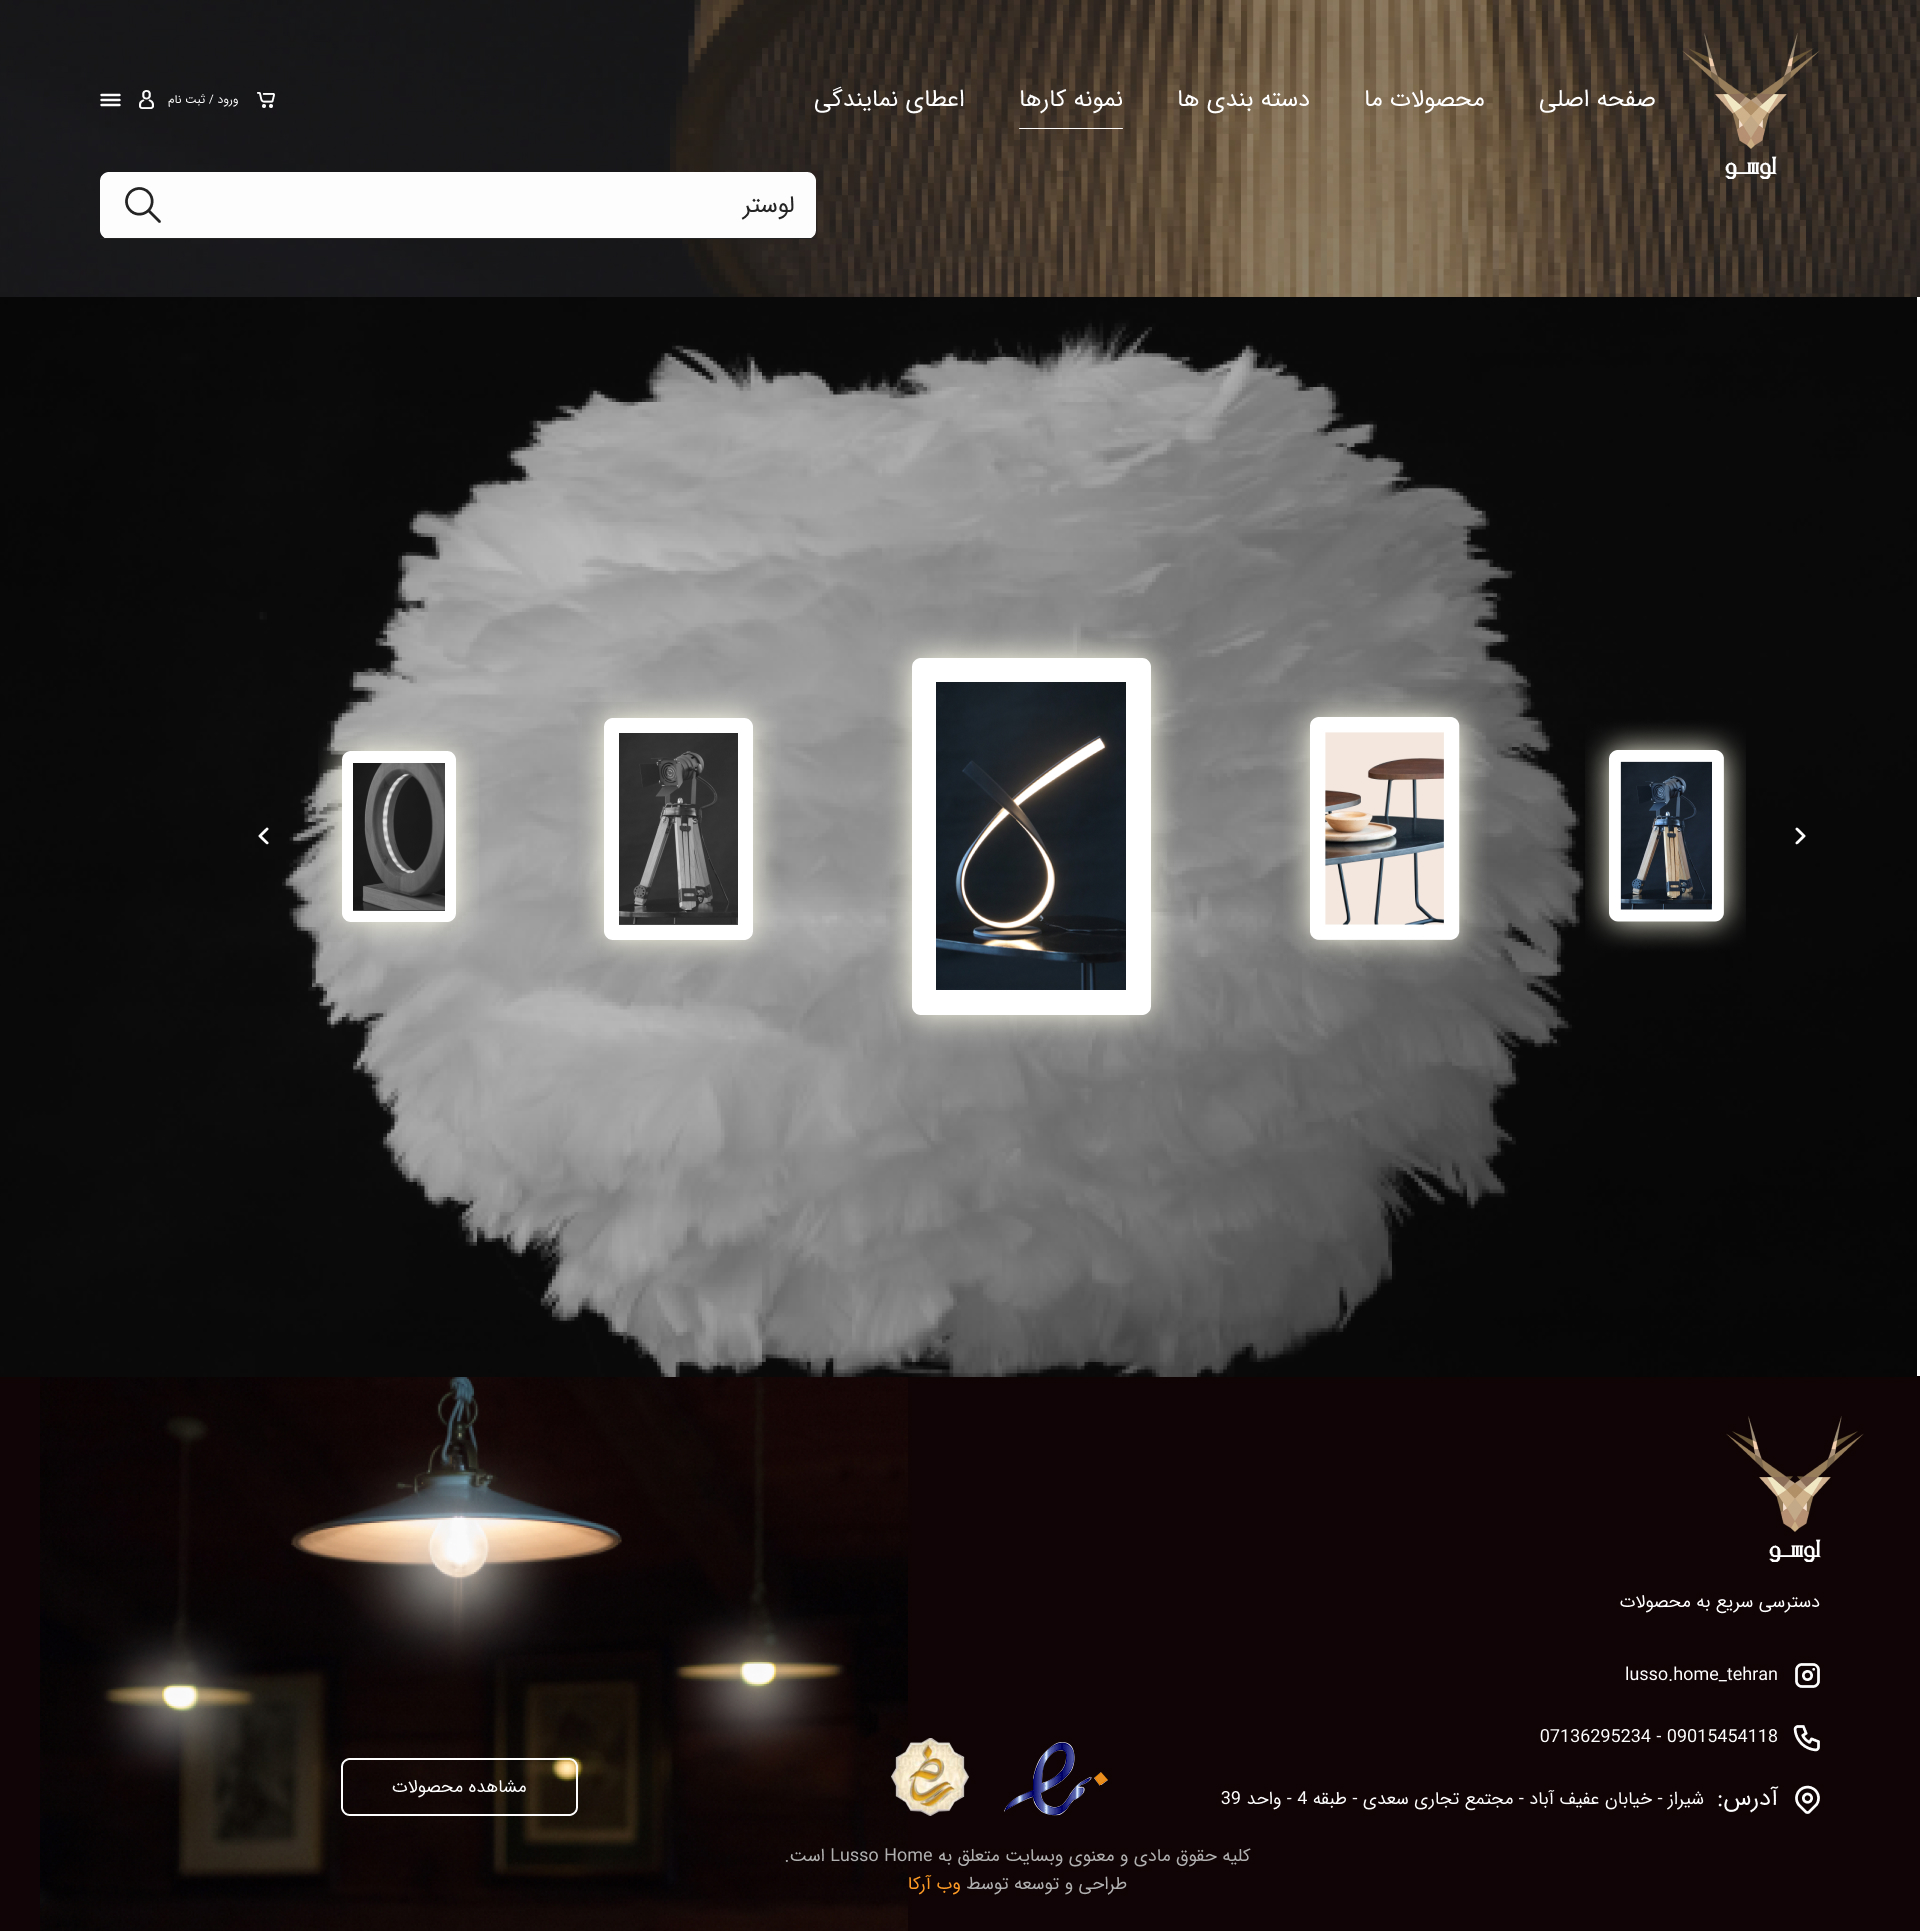 لوسو
صفحه اصلی
محصولات ما
دسته بندی ها
نمونه کارها
اعطای نمایندگی
ورود / ثبت نام
لوستر
لوسو
دسترسی سریع به محصولات
lusso.home_tehran
07136295234 - 09015454118
آدرس: شیراز - خیابان عفیف آباد - مجتمع تجاری سعدی - طبقه 4 - واحد 39
مشاهده محصولات
کلیه حقوق مادی و معنوی وبسایت متعلق به Lusso Home است.
طراحی و توسعه توسط وب آرکا